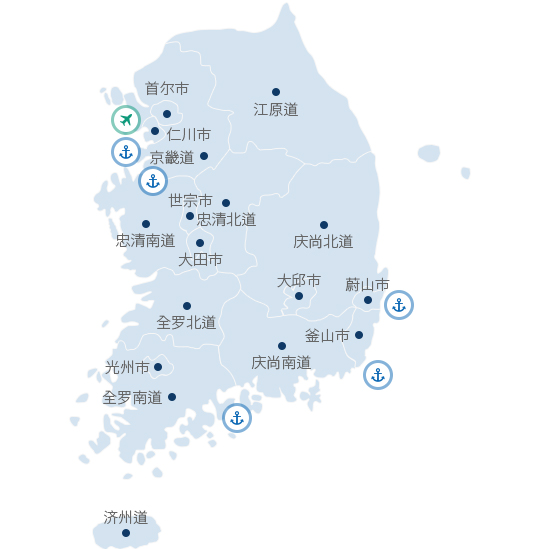 首尔市
江原道
仁川市
京畿道
世宗市
忠清北道
忠清南道
庆尚北道
大田市
大邱市
蔚山市
全罗北道
釜山市
庆尚南道
光州市
全罗南道
济州道